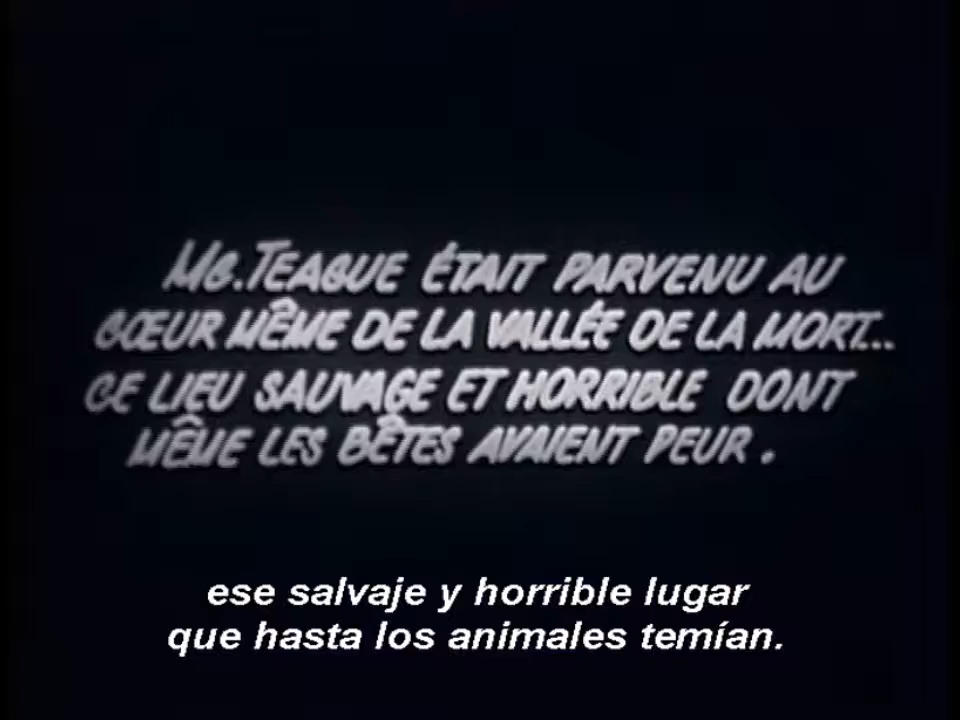 MC.TEAGUE ÉTAIT PARVENU AU
CŒUR MÊME DE LA VALLÉE DE LA MORT...
CE LIEU SAUVAGE ET HORRIBLE DONT
MÊME LES BÊTES AVAIENT PEUR.
ese salvaje y horrible lugar
que hasta los animales temían.